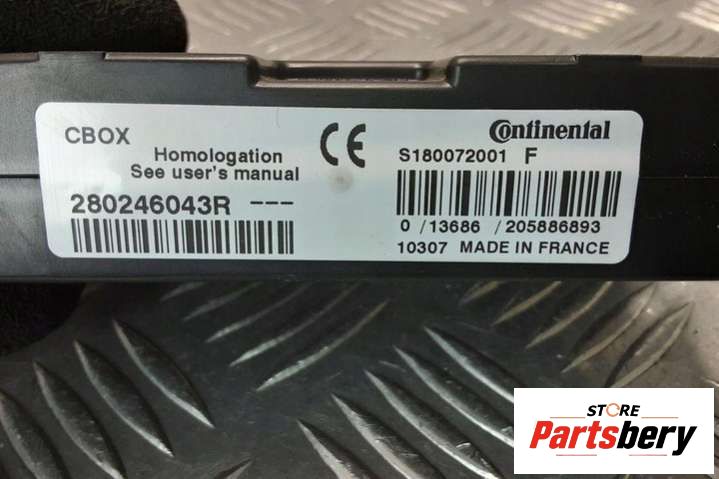 CBOX
Homologation
See user's manual
280246043R ---
CE
Continental
S180072001 F
0 / 13686 / 205886893
10307 MADE IN FRANCE
STORE
Partsbery